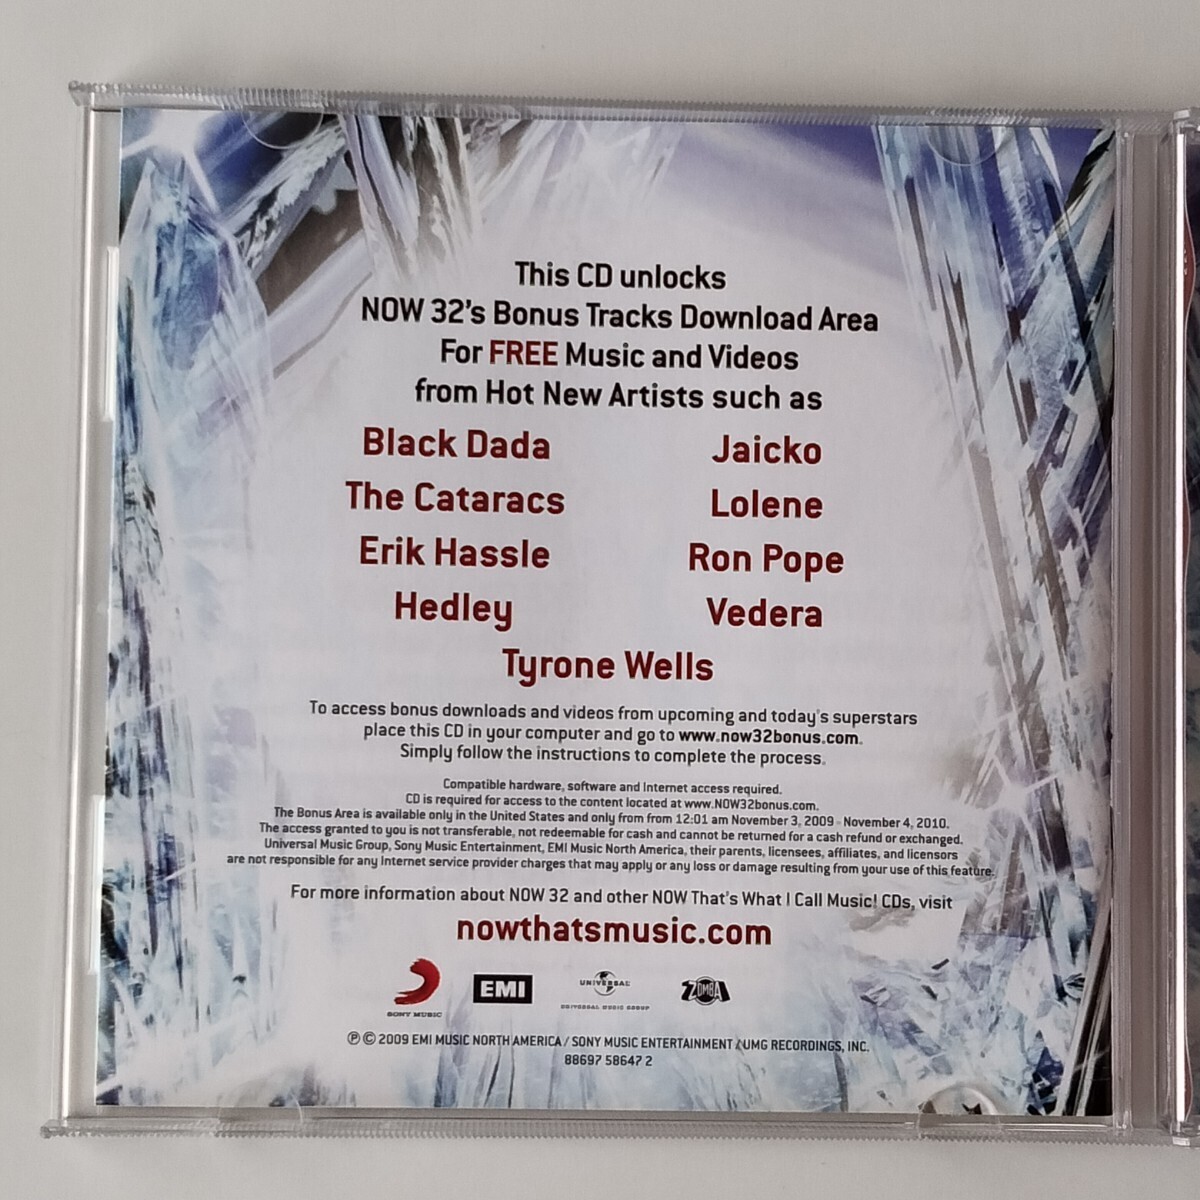 This CD unlocks
NOW 32's Bonus Tracks Download Area
For FREE Music and Videos
from Hot New Artists such as
Black Dada Jaicko
The Cataracs Lolene
Erik Hassle Ron Pope
Hedley Vedera
Tyrone Wells
To access bonus downloads and videos from upcoming and today's superstars
place this CD in your computer and go to www.now32bonus.com.
Simply follow the instructions to complete the process.
Compatible hardware, software and Internet access required.
CD is required for access to the content located at www.NOW32bonus.com.
The Bonus Area is available only in the United States and only from from 12:01 am November 3, 2009 - November 4, 2010.
The access granted to you is not transferable, not redeemable for cash and cannot be returned for a cash refund or exchanged.
Universal Music Group, Sony Music Entertainment, EMI Music North America, their parents, licensees, affiliates, and licensors
are not responsible for any Internet service provider charges that may apply or any loss or damage resulting from your use of this feature.
For more information about NOW 32 and other NOW That's What I Call Music! CDs, visit
nowthatsmusic.com
SONY MUSIC
EMI
UNIVERSAL
UNIVERSAL MUSIC GROUP
ZOMBA
℗ © 2009 EMI MUSIC NORTH AMERICA / SONY MUSIC ENTERTAINMENT / UMG RECORDINGS, INC.
88697 58647 2